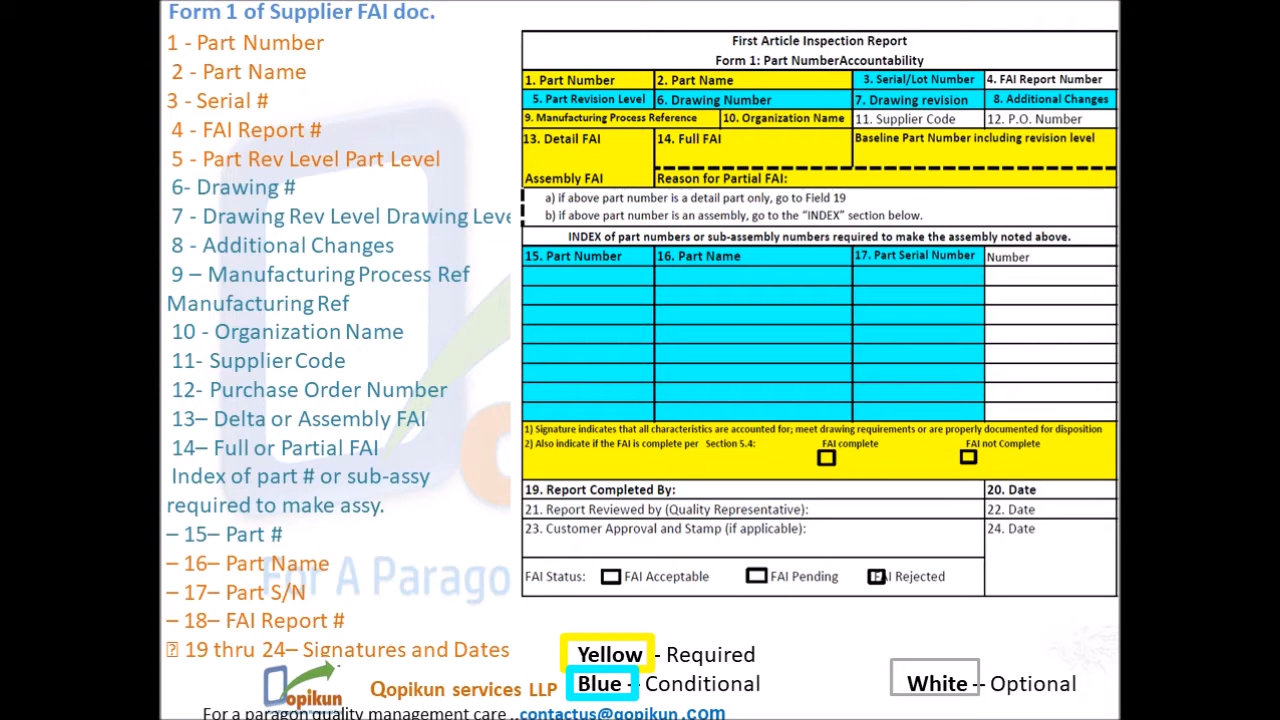 Form 1 of Supplier FAI doc.
1 - Part Number
2 - Part Name
3 - Serial #
4 - FAI Report #
5 - Part Rev Level Part Level
6- Drawing #
7 - Drawing Rev Level Drawing Leve
8 - Additional Changes
9 – Manufacturing Process Ref
Manufacturing Ref
10 - Organization Name
11- Supplier Code
12- Purchase Order Number
13– Delta or Assembly FAI
14– Full or Partial FAI
Index of part # or sub-assy
required to make assy.
– 15– Part #
– 16– Part Name
– 17– Part S/N
– 18– FAI Report #
19 thru 24– Signatures and Dates
For A Parago
opikun
Qopikun services LLP
For a paragon quality management care ..contactus@qopikun .com
First Article Inspection Report
Form 1: Part NumberAccountability
1. Part Number 2. Part Name 3. Serial/Lot Number 4. FAI Report Number
5. Part Revision Level 6. Drawing Number 7. Drawing revision 8. Additional Changes
9. Manufacturing Process Reference 10. Organization Name 11. Supplier Code 12. P.O. Number
13. Detail FAI 14. Full FAI Baseline Part Number including revision level
Assembly FAI Reason for Partial FAI:
a) if above part number is a detail part only, go to Field 19
b) if above part number is an assembly, go to the “INDEX” section below.
INDEX of part numbers or sub-assembly numbers required to make the assembly noted above.
15. Part Number 16. Part Name 17. Part Serial Number Number
1) Signature indicates that all characteristics are accounted for; meet drawing requirements or are properly documented for disposition
2) Also indicate if the FAI is complete per Section 5.4: FAI complete FAI not Complete
19. Report Completed By: 20. Date
21. Report Reviewed by (Quality Representative): 22. Date
23. Customer Approval and Stamp (if applicable): 24. Date
FAI Status: FAI Acceptable FAI Pending FAI Rejected
Yellow - Required
Blue – Conditional
White – Optional